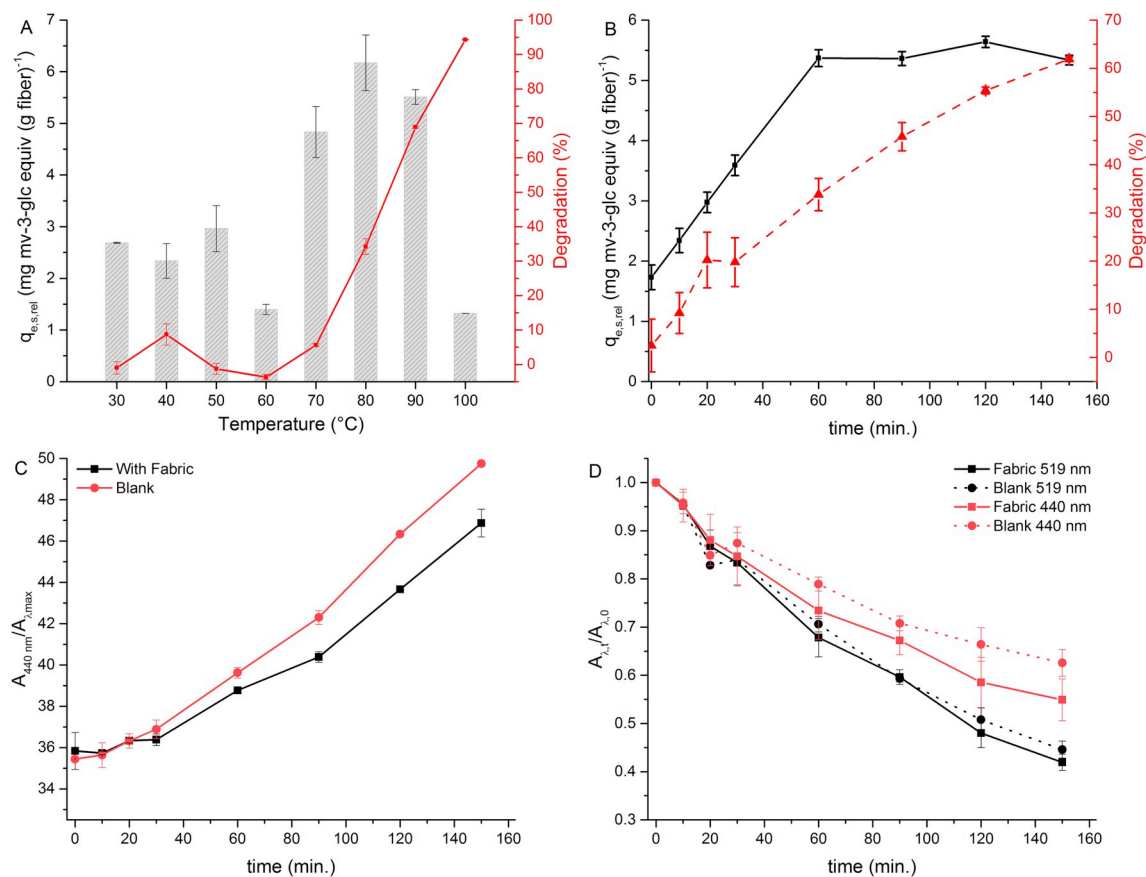 A
q_e,s,rel (mg mv-3-glc equiv (g fiber)^-1)
7
6
5
4
3
2
1
0
30 40 50 60 70 80 90 100
Temperature (°C)
100
90
80
70
60
50
40
30
20
10
0
Degradation (%)
B
q_e,s,rel (mg mv-3-glc equiv (g fiber)^-1)
6
5
4
3
2
1
0
0 20 40 60 80 100 120 140 160
time (min.)
70
60
50
40
30
20
10
0
Degradation (%)
C
With Fabric
Blank
A_440 nm/A_λmax
50
48
46
44
42
40
38
36
34
0 20 40 60 80 100 120 140 160
time (min.)
D
Fabric 519 nm
Blank 519 nm
Fabric 440 nm
Blank 440 nm
A_λ,t/A_λ,0
1.0
0.9
0.8
0.7
0.6
0.5
0.4
0.3
0 20 40 60 80 100 120 140 160
time (min.)